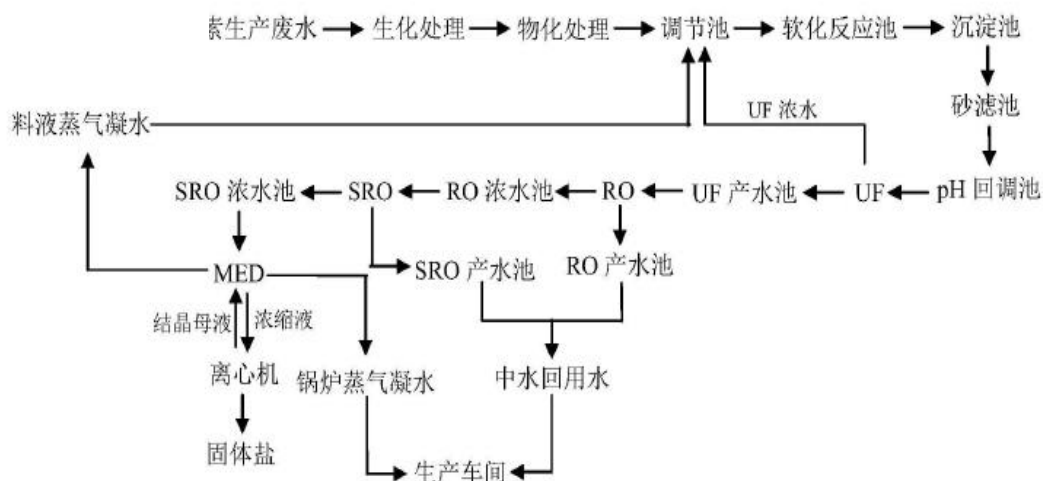 素生产废水 生化处理 物化处理 调节池 软化反应池 沉淀池
UF 浓水 砂滤池
料液蒸气凝水
SRO 浓水池 SRO RO 浓水池 RO UF 产水池 UF pH 回调池
MED SRO 产水池 RO 产水池
结晶母液 浓缩液
离心机 锅炉蒸气凝水 中水回用水
固体盐
生产车间